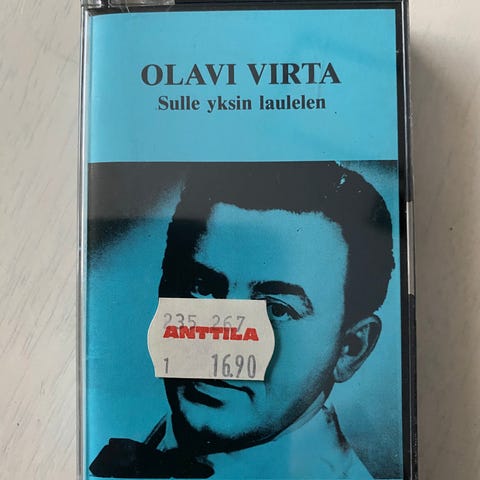 OLAVI VIRTA
Sulle yksin laulelen
235 267
ANTTILA
1 16.90